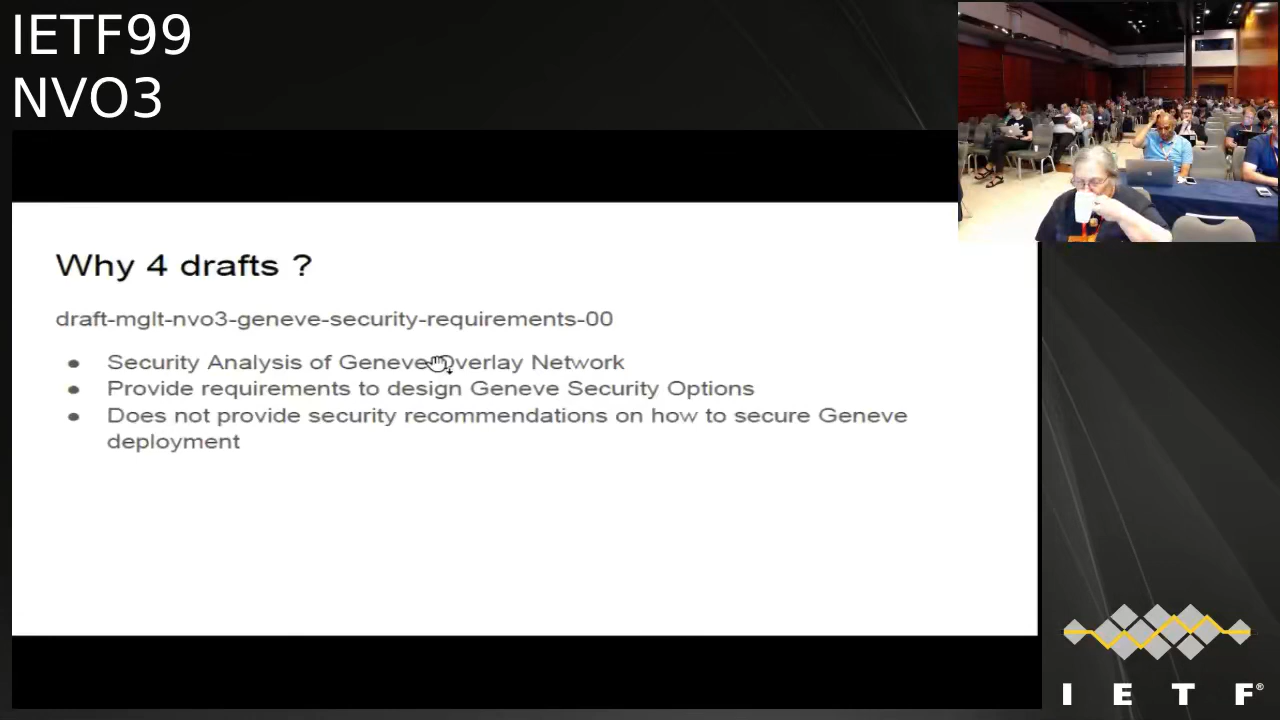 IETF99
NVO3
Why 4 drafts ?
draft-mglt-nvo3-geneve-security-requirements-00
● Security Analysis of Geneve Overlay Network
● Provide requirements to design Geneve Security Options
● Does not provide security recommendations on how to secure Geneve
deployment
I E T F®